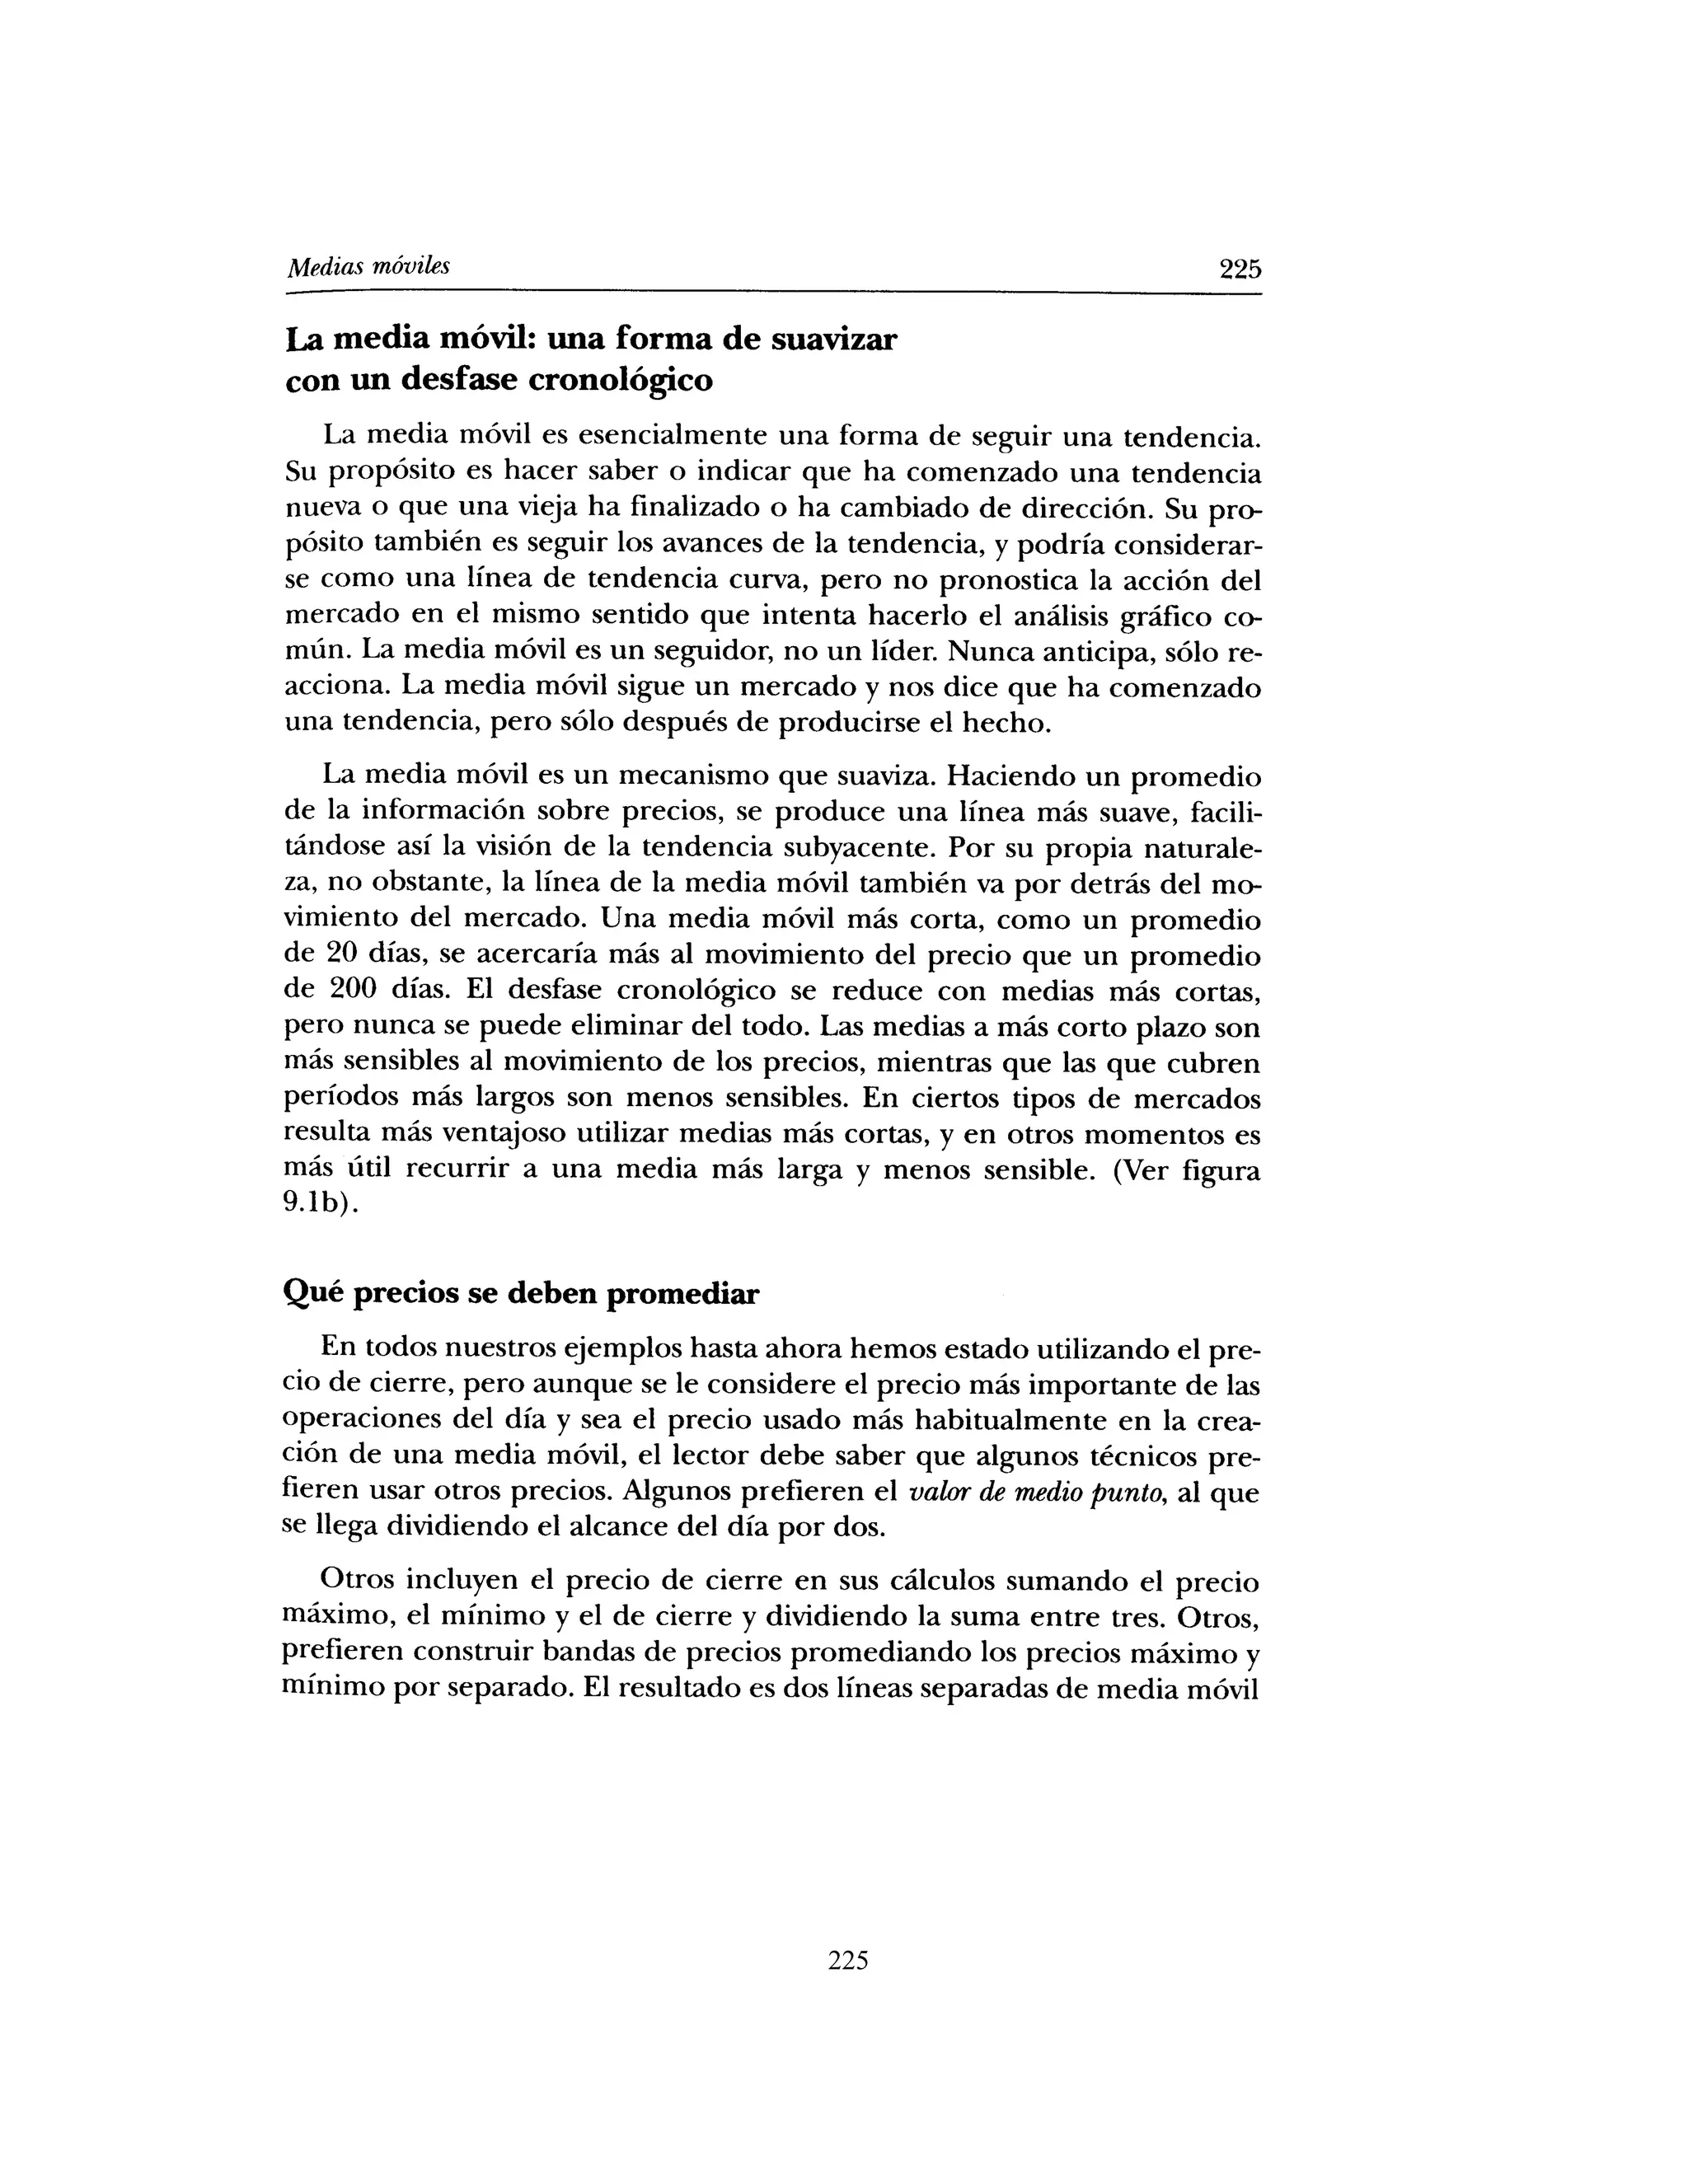 Medias móviles 225
La media móvil: una forma de suavizar
con un desfase cronológico
La media móvil es esencialmente una forma de seguir una tendencia.
Su propósito es hacer saber o indicar que ha comenzado una tendencia
nueva o que una vieja ha finalizado o ha cambiado de dirección. Su pro-
pósito también es seguir los avances de la tendencia, y podría considerar-
se como una línea de tendencia curva, pero no pronostica la acción del
mercado en el mismo sentido que intenta hacerlo el análisis gráfico co-
mún. La media móvil es un seguidor, no un líder. Nunca anticipa, sólo re-
acciona. La media móvil sigue un mercado y nos dice que ha comenzado
una tendencia, pero sólo después de producirse el hecho.
La media móvil es un mecanismo que suaviza. Haciendo un promedio
de la información sobre precios, se produce una línea más suave, facili-
tándose así la visión de la tendencia subyacente. Por su propia naturale-
za, no obstante, la línea de la media móvil también va por detrás del mo-
vimiento del mercado. Una media móvil más corta, como un promedio
de 20 días, se acercaría más al movimiento del precio que un promedio
de 200 días. El desfase cronológico se reduce con medias más cortas,
pero nunca se puede eliminar del todo. Las medias a más corto plazo son
más sensibles al movimiento de los precios, mientras que las que cubren
períodos más largos son menos sensibles. En ciertos tipos de mercados
resulta más ventajoso utilizar medias más cortas, y en otros momentos es
más útil recurrir a una media más larga y menos sensible. (Ver figura
9.1b).
Qué precios se deben promediar
En todos nuestros ejemplos hasta ahora hemos estado utilizando el pre-
cio de cierre, pero aunque se le considere el precio más importante de las
operaciones del día y sea el precio usado más habitualmente en la crea-
ción de una media móvil, el lector debe saber que algunos técnicos pre-
fieren usar otros precios. Algunos prefieren el valor de medio punto, al que
se llega dividiendo el alcance del día por dos.
Otros incluyen el precio de cierre en sus cálculos sumando el precio
máximo, el mínimo y el de cierre y dividiendo la suma entre tres. Otros,
prefieren construir bandas de precios promediando los precios máximo y
mínimo por separado. El resultado es dos líneas separadas de media móvil
225